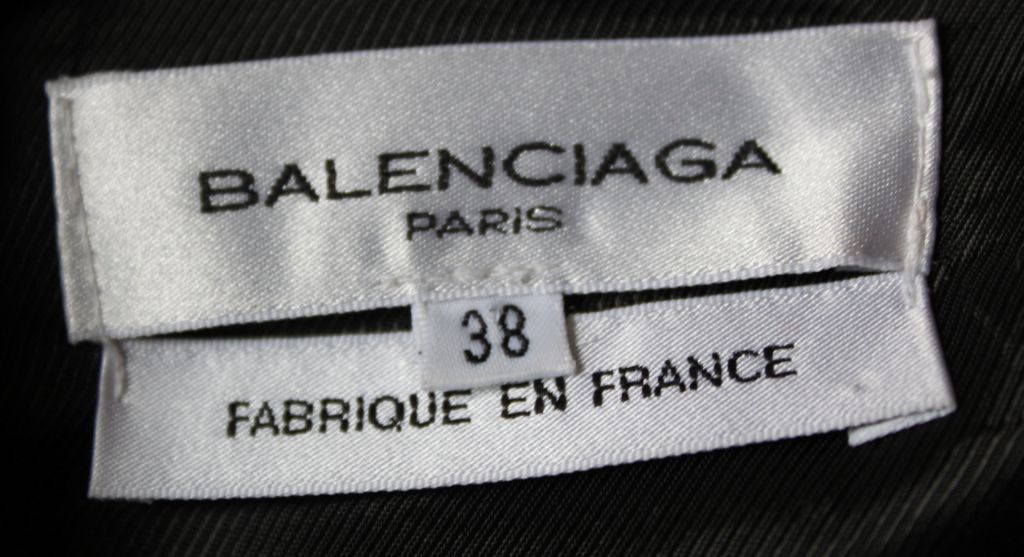 BALENCIAGA
PARIS
38
FABRIQUE EN FRANCE